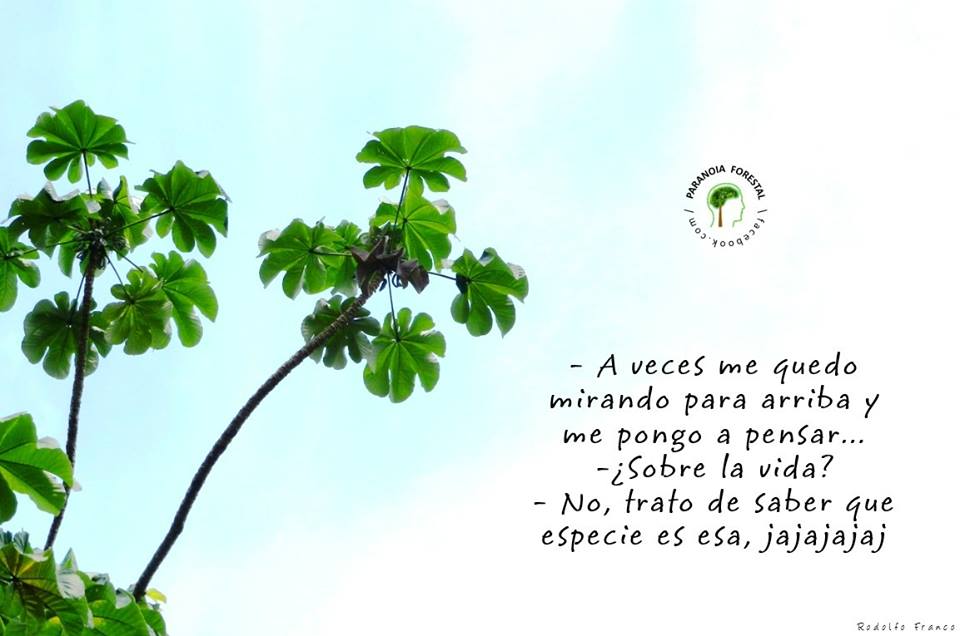 PARANOIA FORESTAL
| facebook.com |
- A veces me quedo
mirando para arriba y
me pongo a pensar...
-¿Sobre la vida?
- No, trato de saber que
especie es esa, jajajajaj
Rodolfo Franco